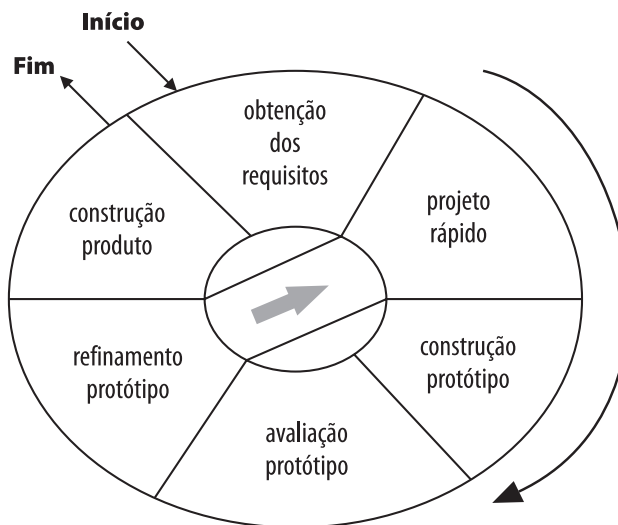 Início
Fim
obtenção
dos
requisitos
projeto
rápido
construção
protótipo
avaliação
protótipo
refinamento
protótipo
construção
produto